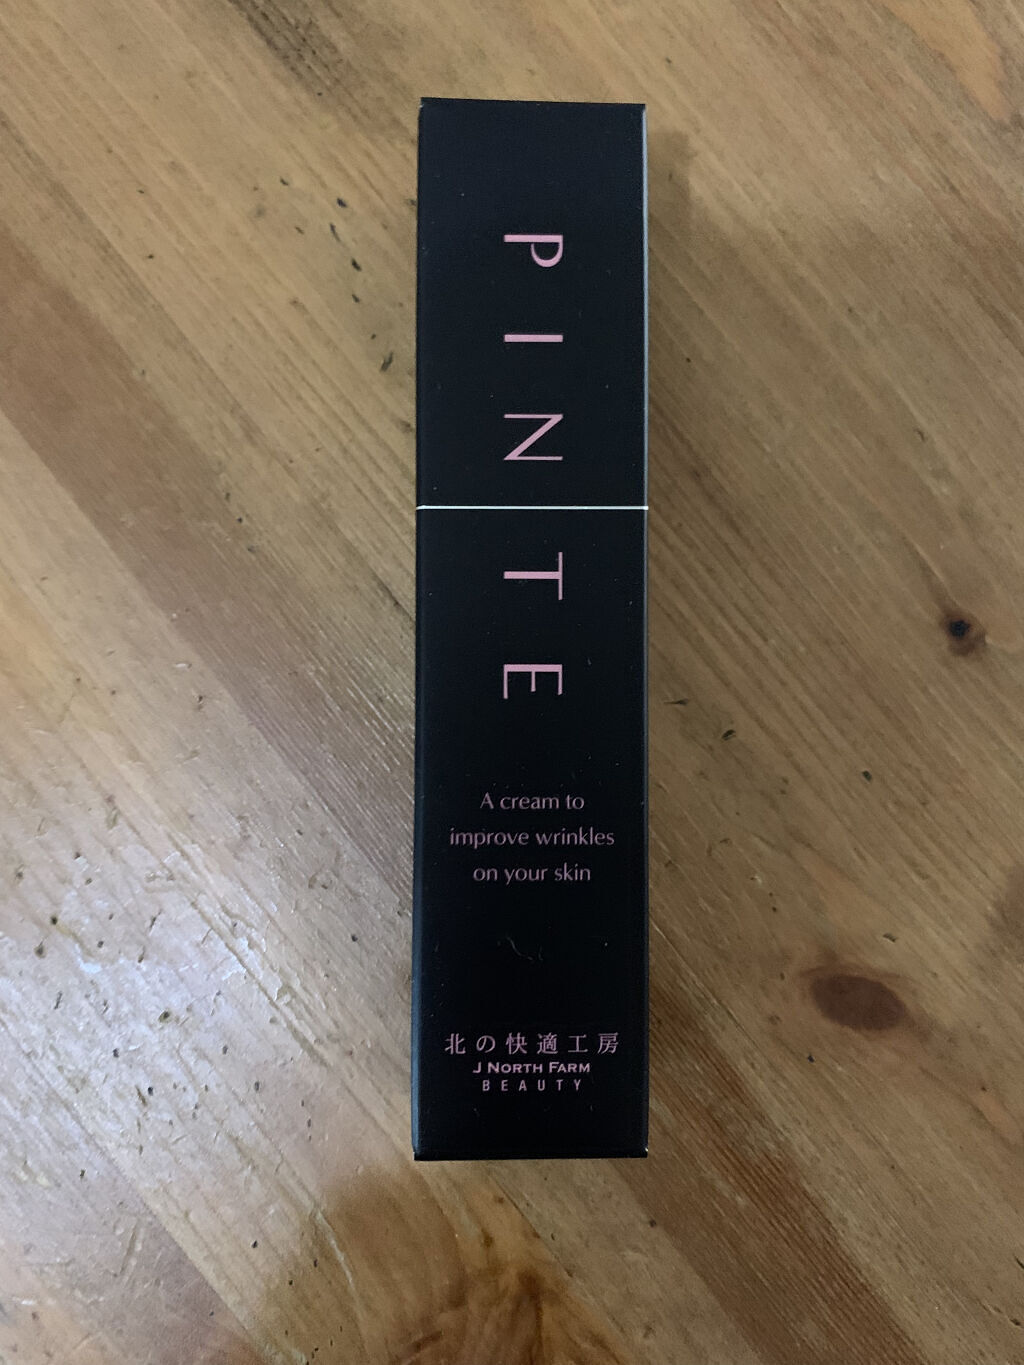 PINTE
A cream to
improve wrinkles
on your skin
北の快適工房
J NORTH FARM
BEAUTY